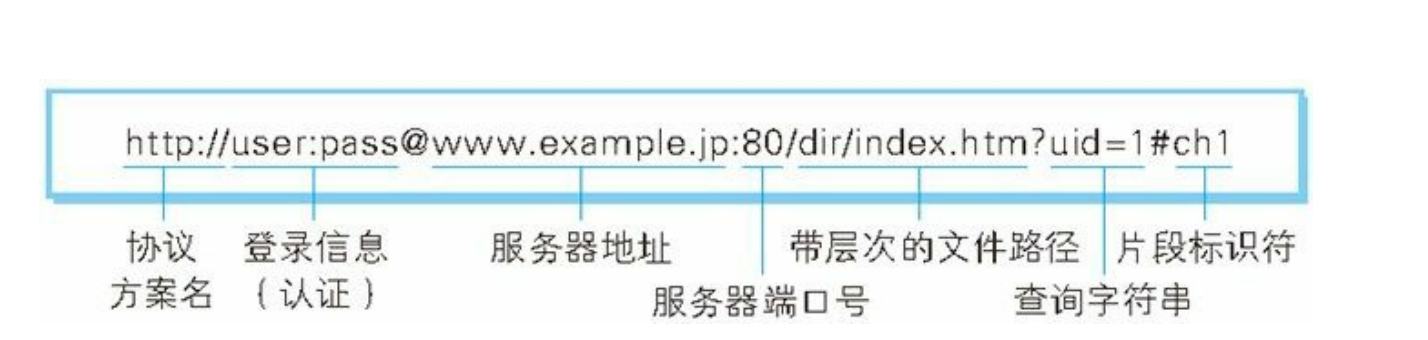 http://user:pass@www.example.jp:80/dir/index.htm?uid=1#ch1
协议
方案名
登录信息
（认证）
服务器地址
服务器端口号
带层次的文件路径
查询字符串
片段标识符